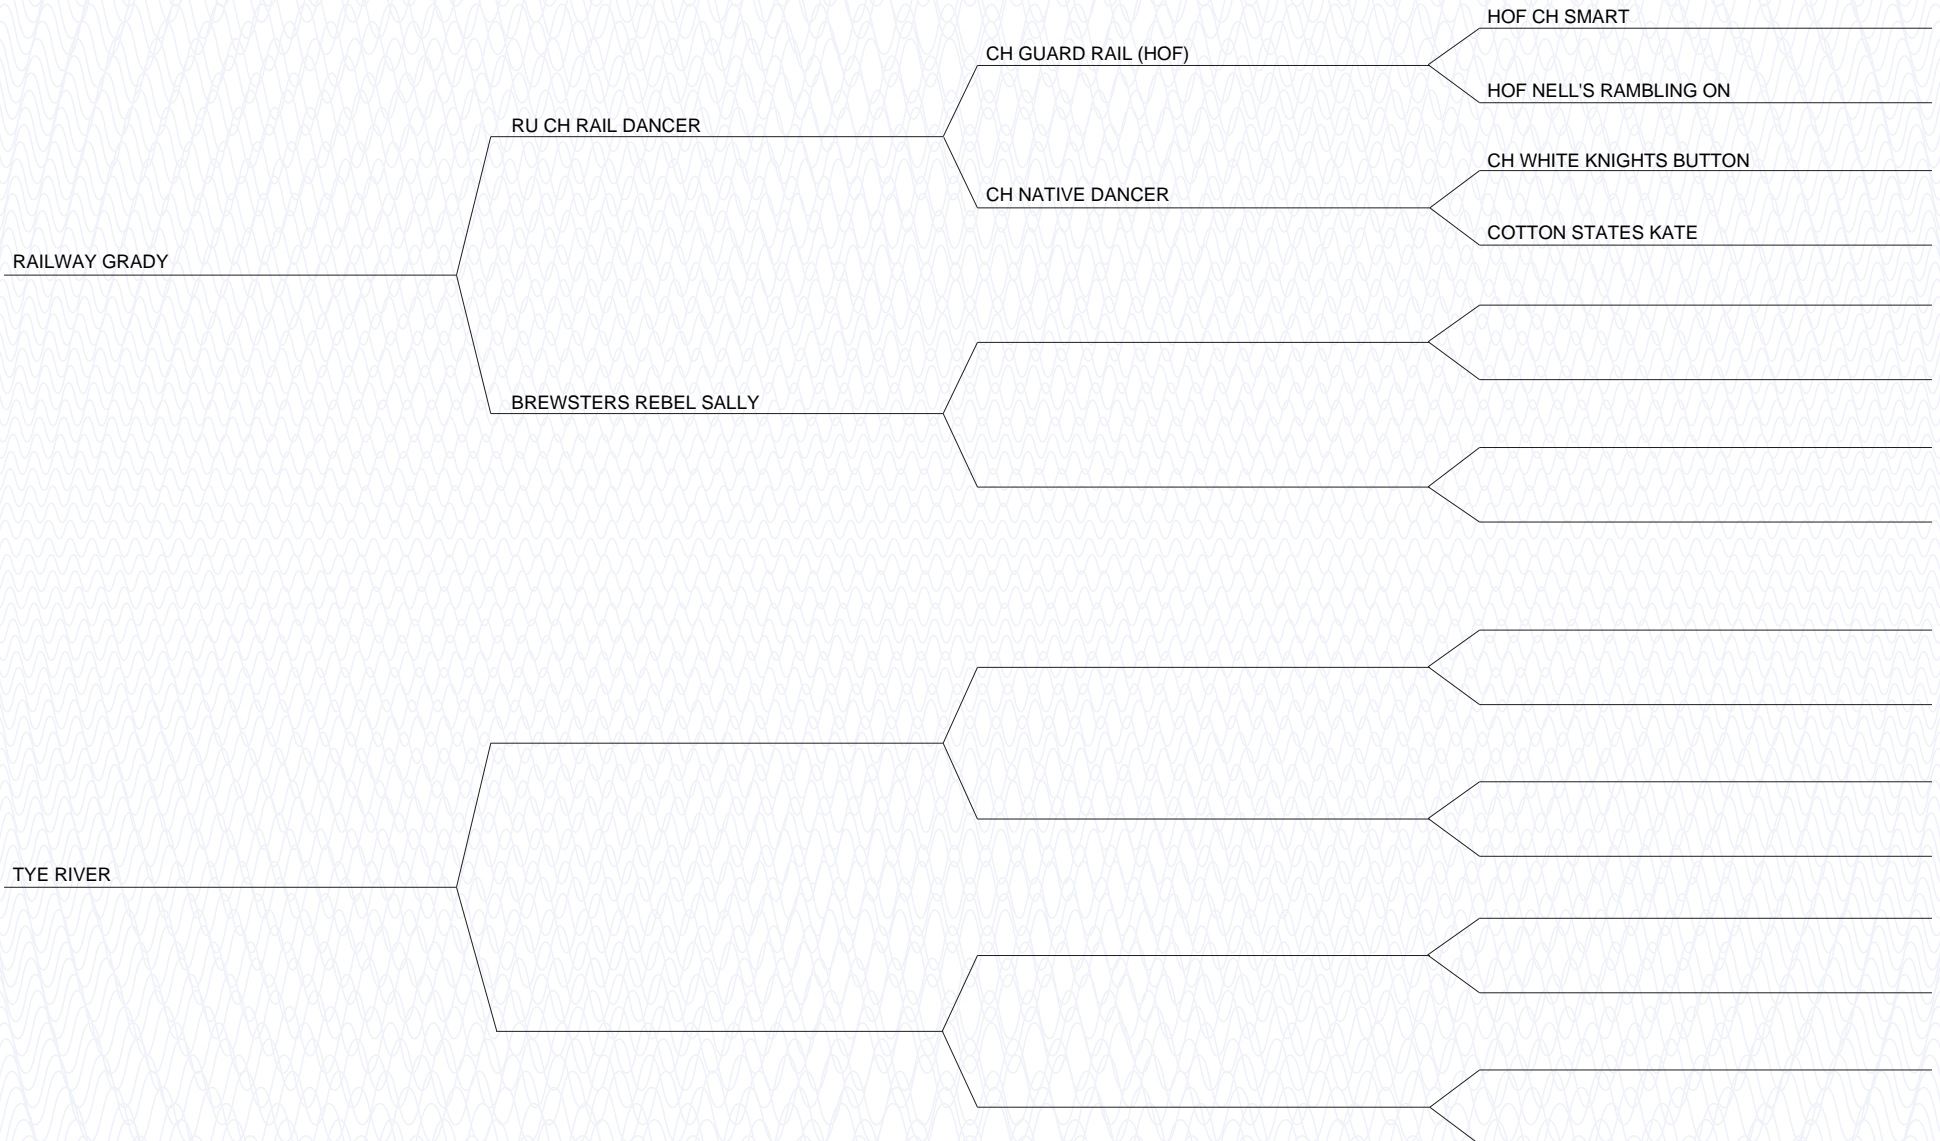 HOF CH SMART
CH GUARD RAIL (HOF)
HOF NELL'S RAMBLING ON
RU CH RAIL DANCER
CH WHITE KNIGHTS BUTTON
CH NATIVE DANCER
COTTON STATES KATE
RAILWAY GRADY
BREWSTERS REBEL SALLY
TYE RIVER